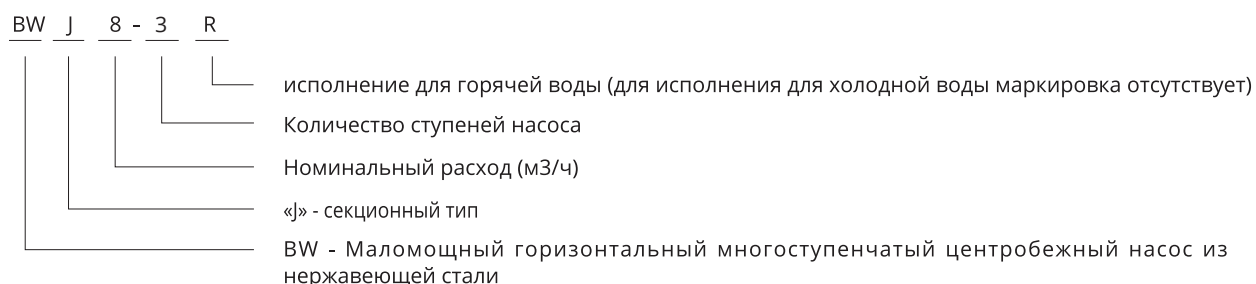 BW J 8 - 3 R
исполнение для горячей воды (для исполнения для холодной воды маркировка отсутствует)
Количество ступеней насоса
Номинальный расход (м3/ч)
«J» - секционный тип
BW - Маломощный горизонтальный многоступенчатый центробежный насос из
нержавеющей стали